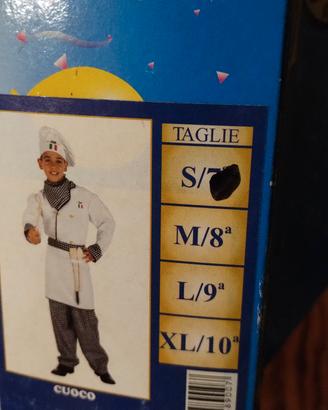 TAGLIE
S/7
M/8ª
L/9ª
XL/10ª
CUOCO